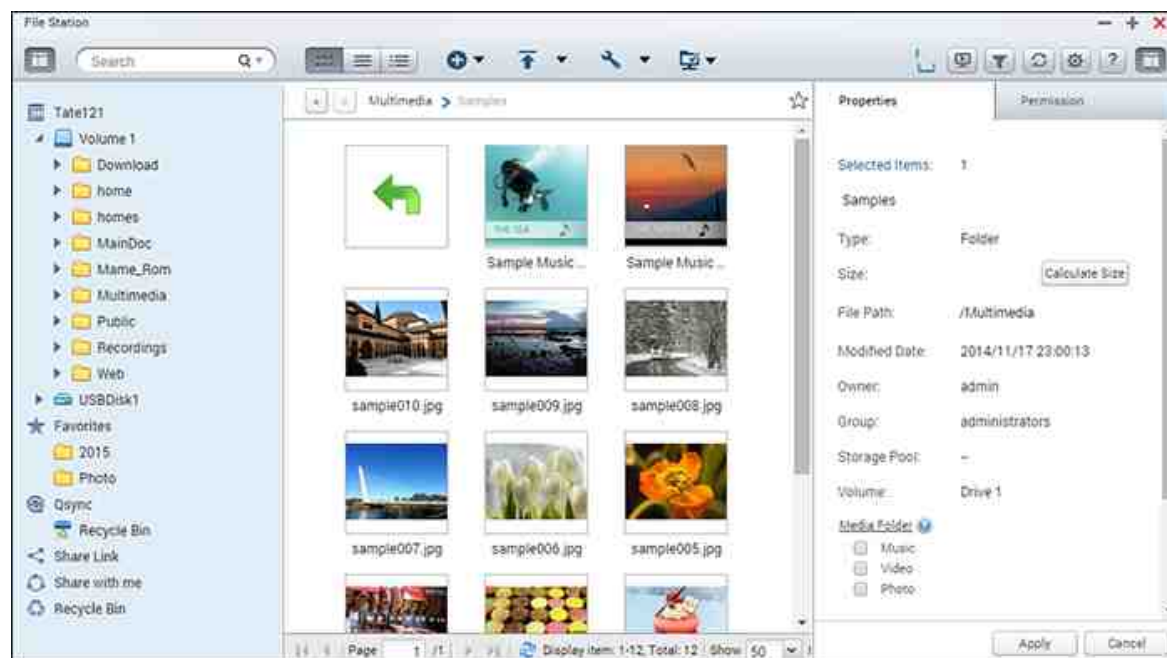 File Station
Search
Multimedia > Samples
Properties
Permission
Tate121
Volume 1
Download
home
homes
MainDoc
Mame_Rom
Multimedia
Public
Recordings
Web
USBDisk1
Favorites
2015
Photo
Qsync
Recycle Bin
Share Link
Share with me
Recycle Bin
THE SEA
Sample Music ...
Sample Music ...
sample010.jpg
sample009.jpg
sample008.jpg
sample007.jpg
sample006.jpg
sample005.jpg
Page 1 /1
Display item: 1-12, Total: 12
Show 50
Selected Items: 1
Samples
Type: Folder
Size: Calculate Size
File Path: /Multimedia
Modified Date: 2014/11/17 23:00:13
Owner: admin
Group: administrators
Storage Pool: --
Volume: Drive 1
Media Folder
Music
Video
Photo
Apply
Cancel